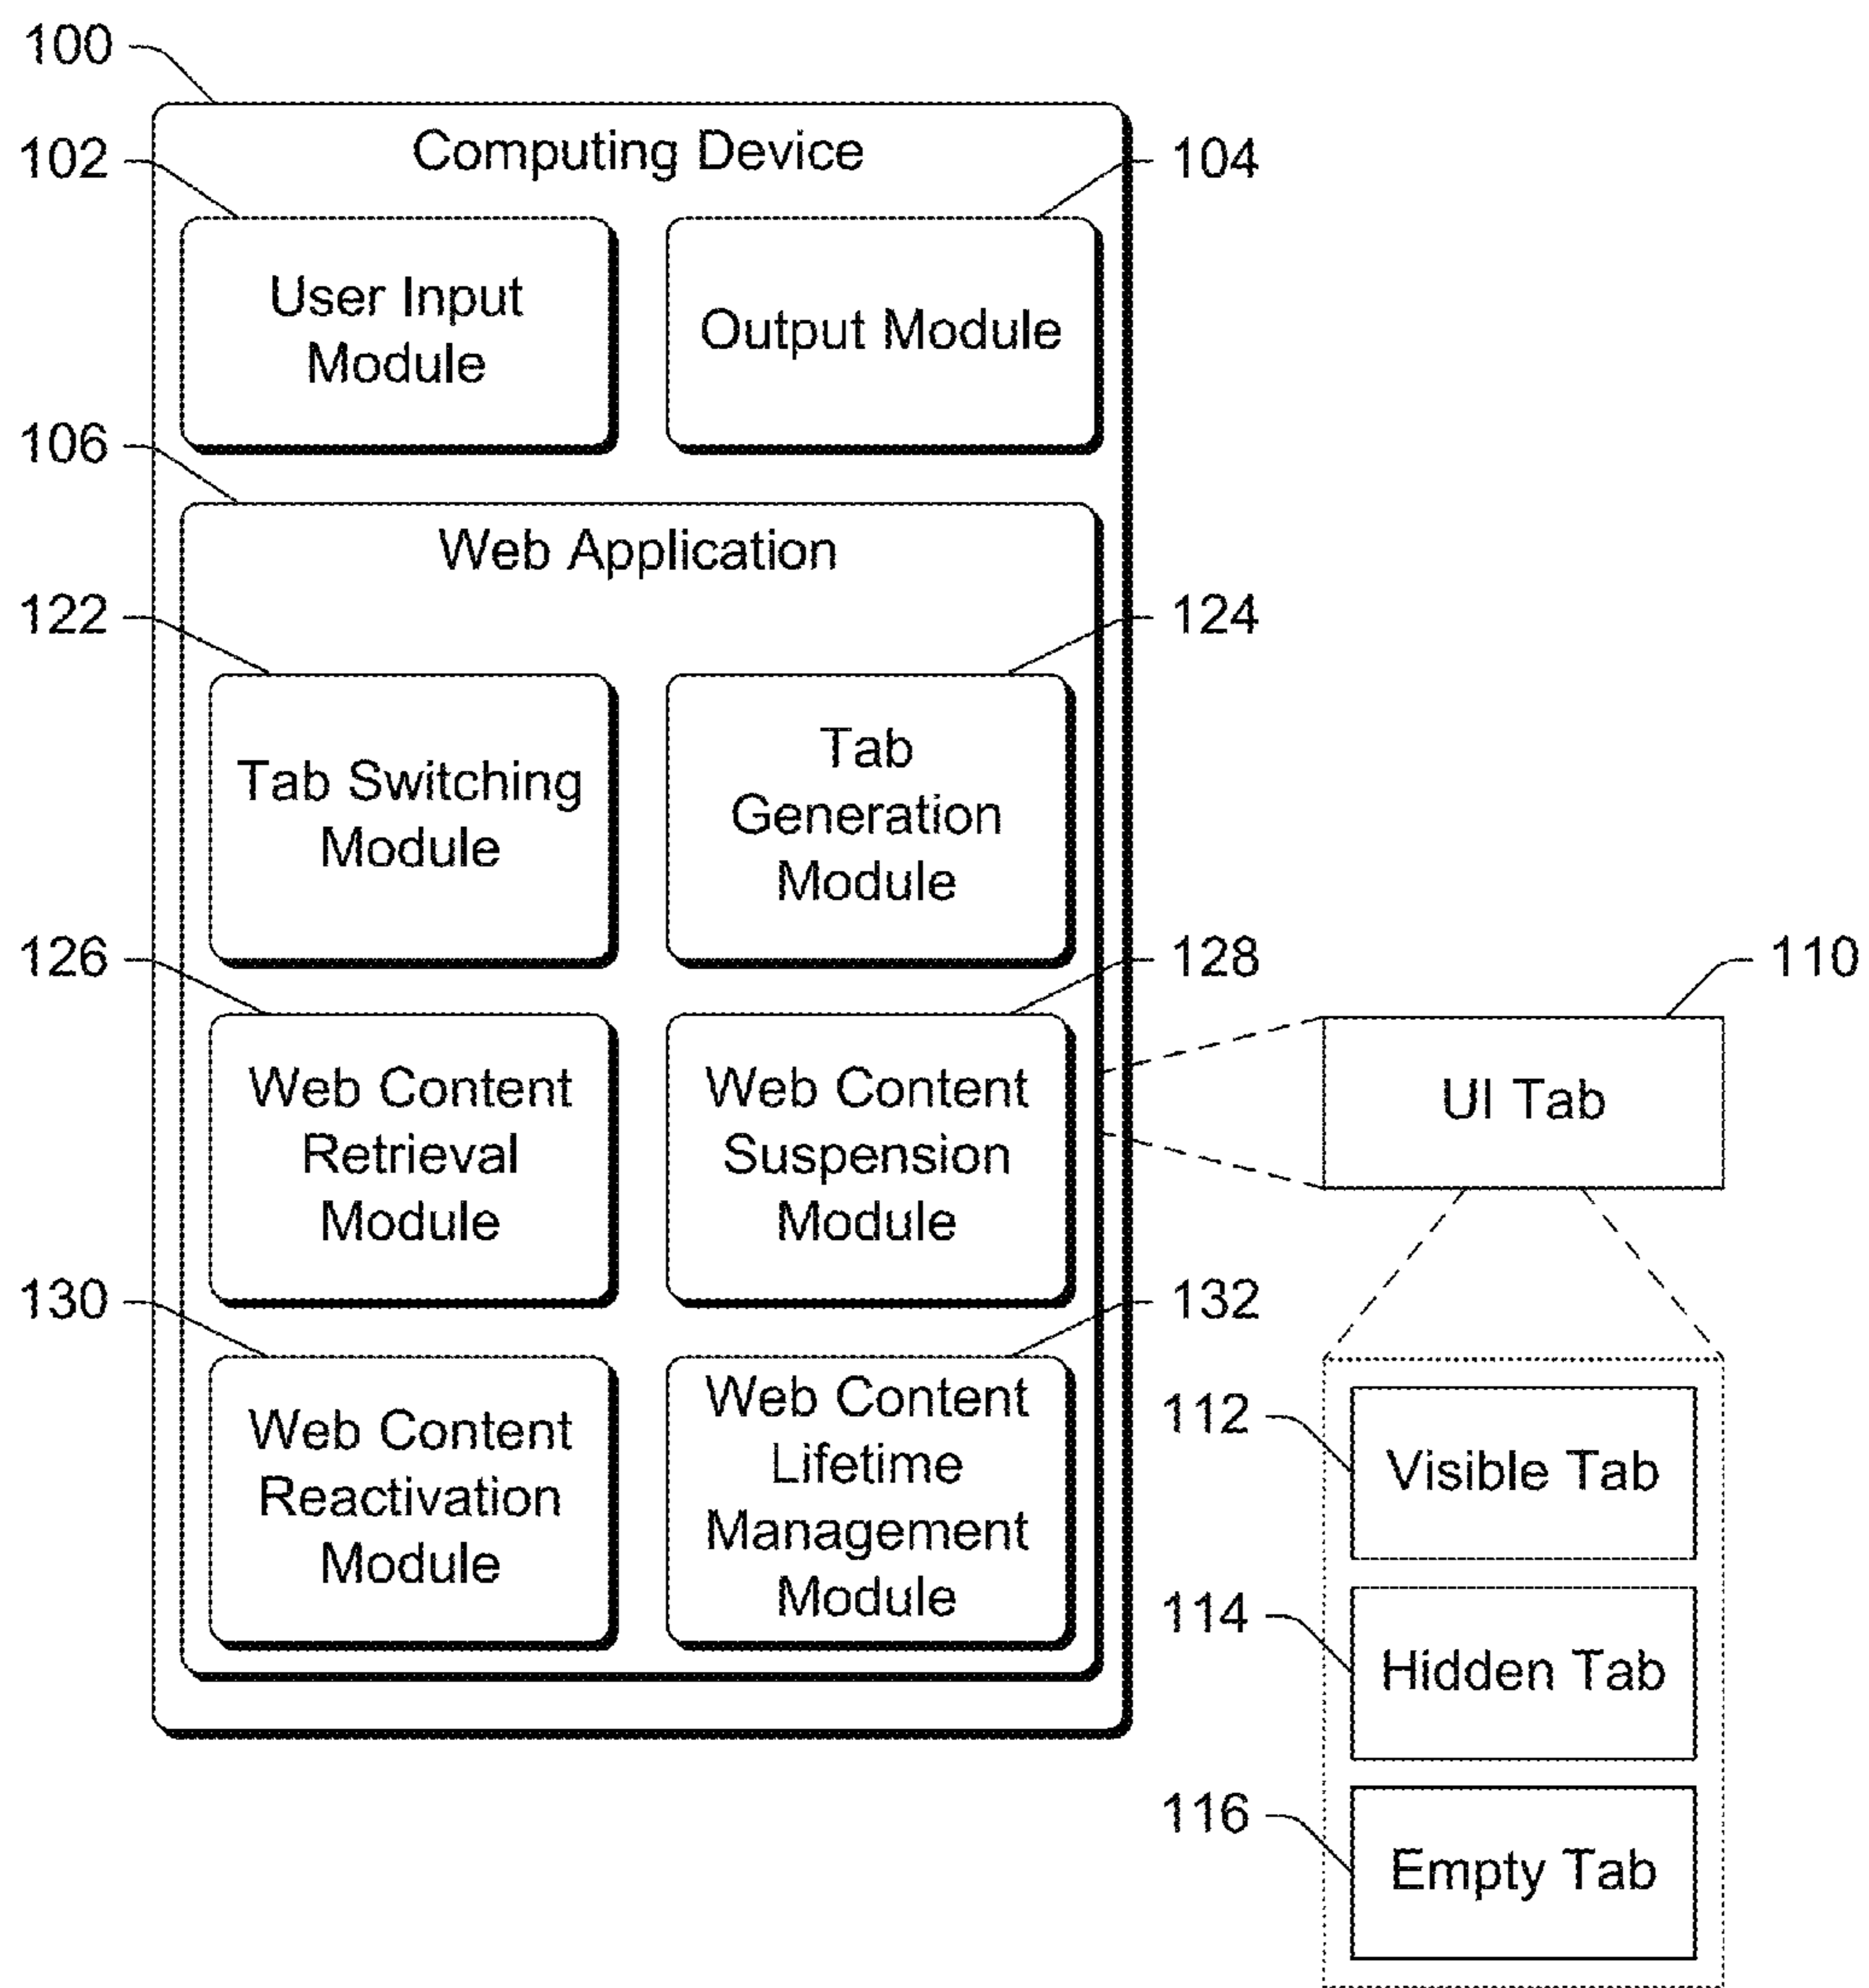 100
Computing Device
102
104
User Input
Module
Output Module
106
Web Application
122
124
Tab Switching
Module
Tab
Generation
Module
126
128
110
Web Content
Retrieval
Module
Web Content
Suspension
Module
UI Tab
130
132
Web Content
Reactivation
Module
Web Content
Lifetime
Management
Module
112
Visible Tab
114
Hidden Tab
116
Empty Tab